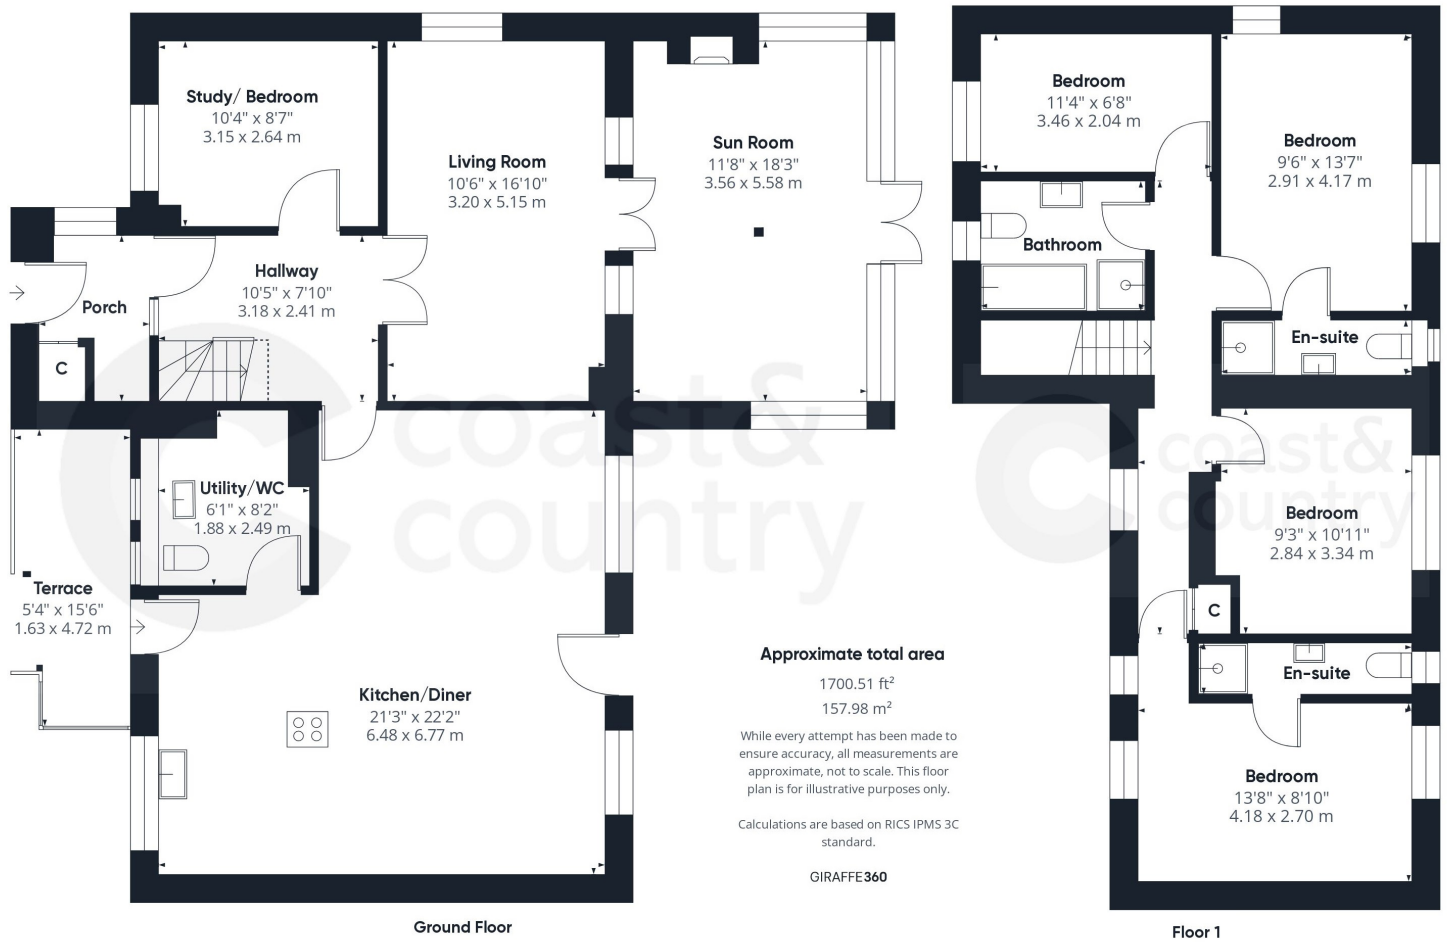 Study/ Bedroom
10'4" x 8'7"
3.15 x 2.64 m
Living Room
10'6" x 16'10"
3.20 x 5.15 m
Sun Room
11'8" x 18'3"
3.56 x 5.58 m
Hallway
10'5" x 7'10"
3.18 x 2.41 m
Porch
C
Utility/WC
6'1" x 8'2"
1.88 x 2.49 m
Terrace
5'4" x 15'6"
1.63 x 4.72 m
Kitchen/Diner
21'3" x 22'2"
6.48 x 6.77 m
coast&
country
Ground Floor
Approximate total area
1700.51 ft²
157.98 m²
While every attempt has been made to
ensure accuracy, all measurements are
approximate, not to scale. This floor
plan is for illustrative purposes only.
Calculations are based on RICS IPMS 3C
standard.
GIRAFFE360
Bedroom
11'4" x 6'8"
3.46 x 2.04 m
Bedroom
9'6" x 13'7"
2.91 x 4.17 m
Bathroom
En-suite
coast&
country
Bedroom
9'3" x 10'11"
2.84 x 3.34 m
C
En-suite
Bedroom
13'8" x 8'10"
4.18 x 2.70 m
Floor 1